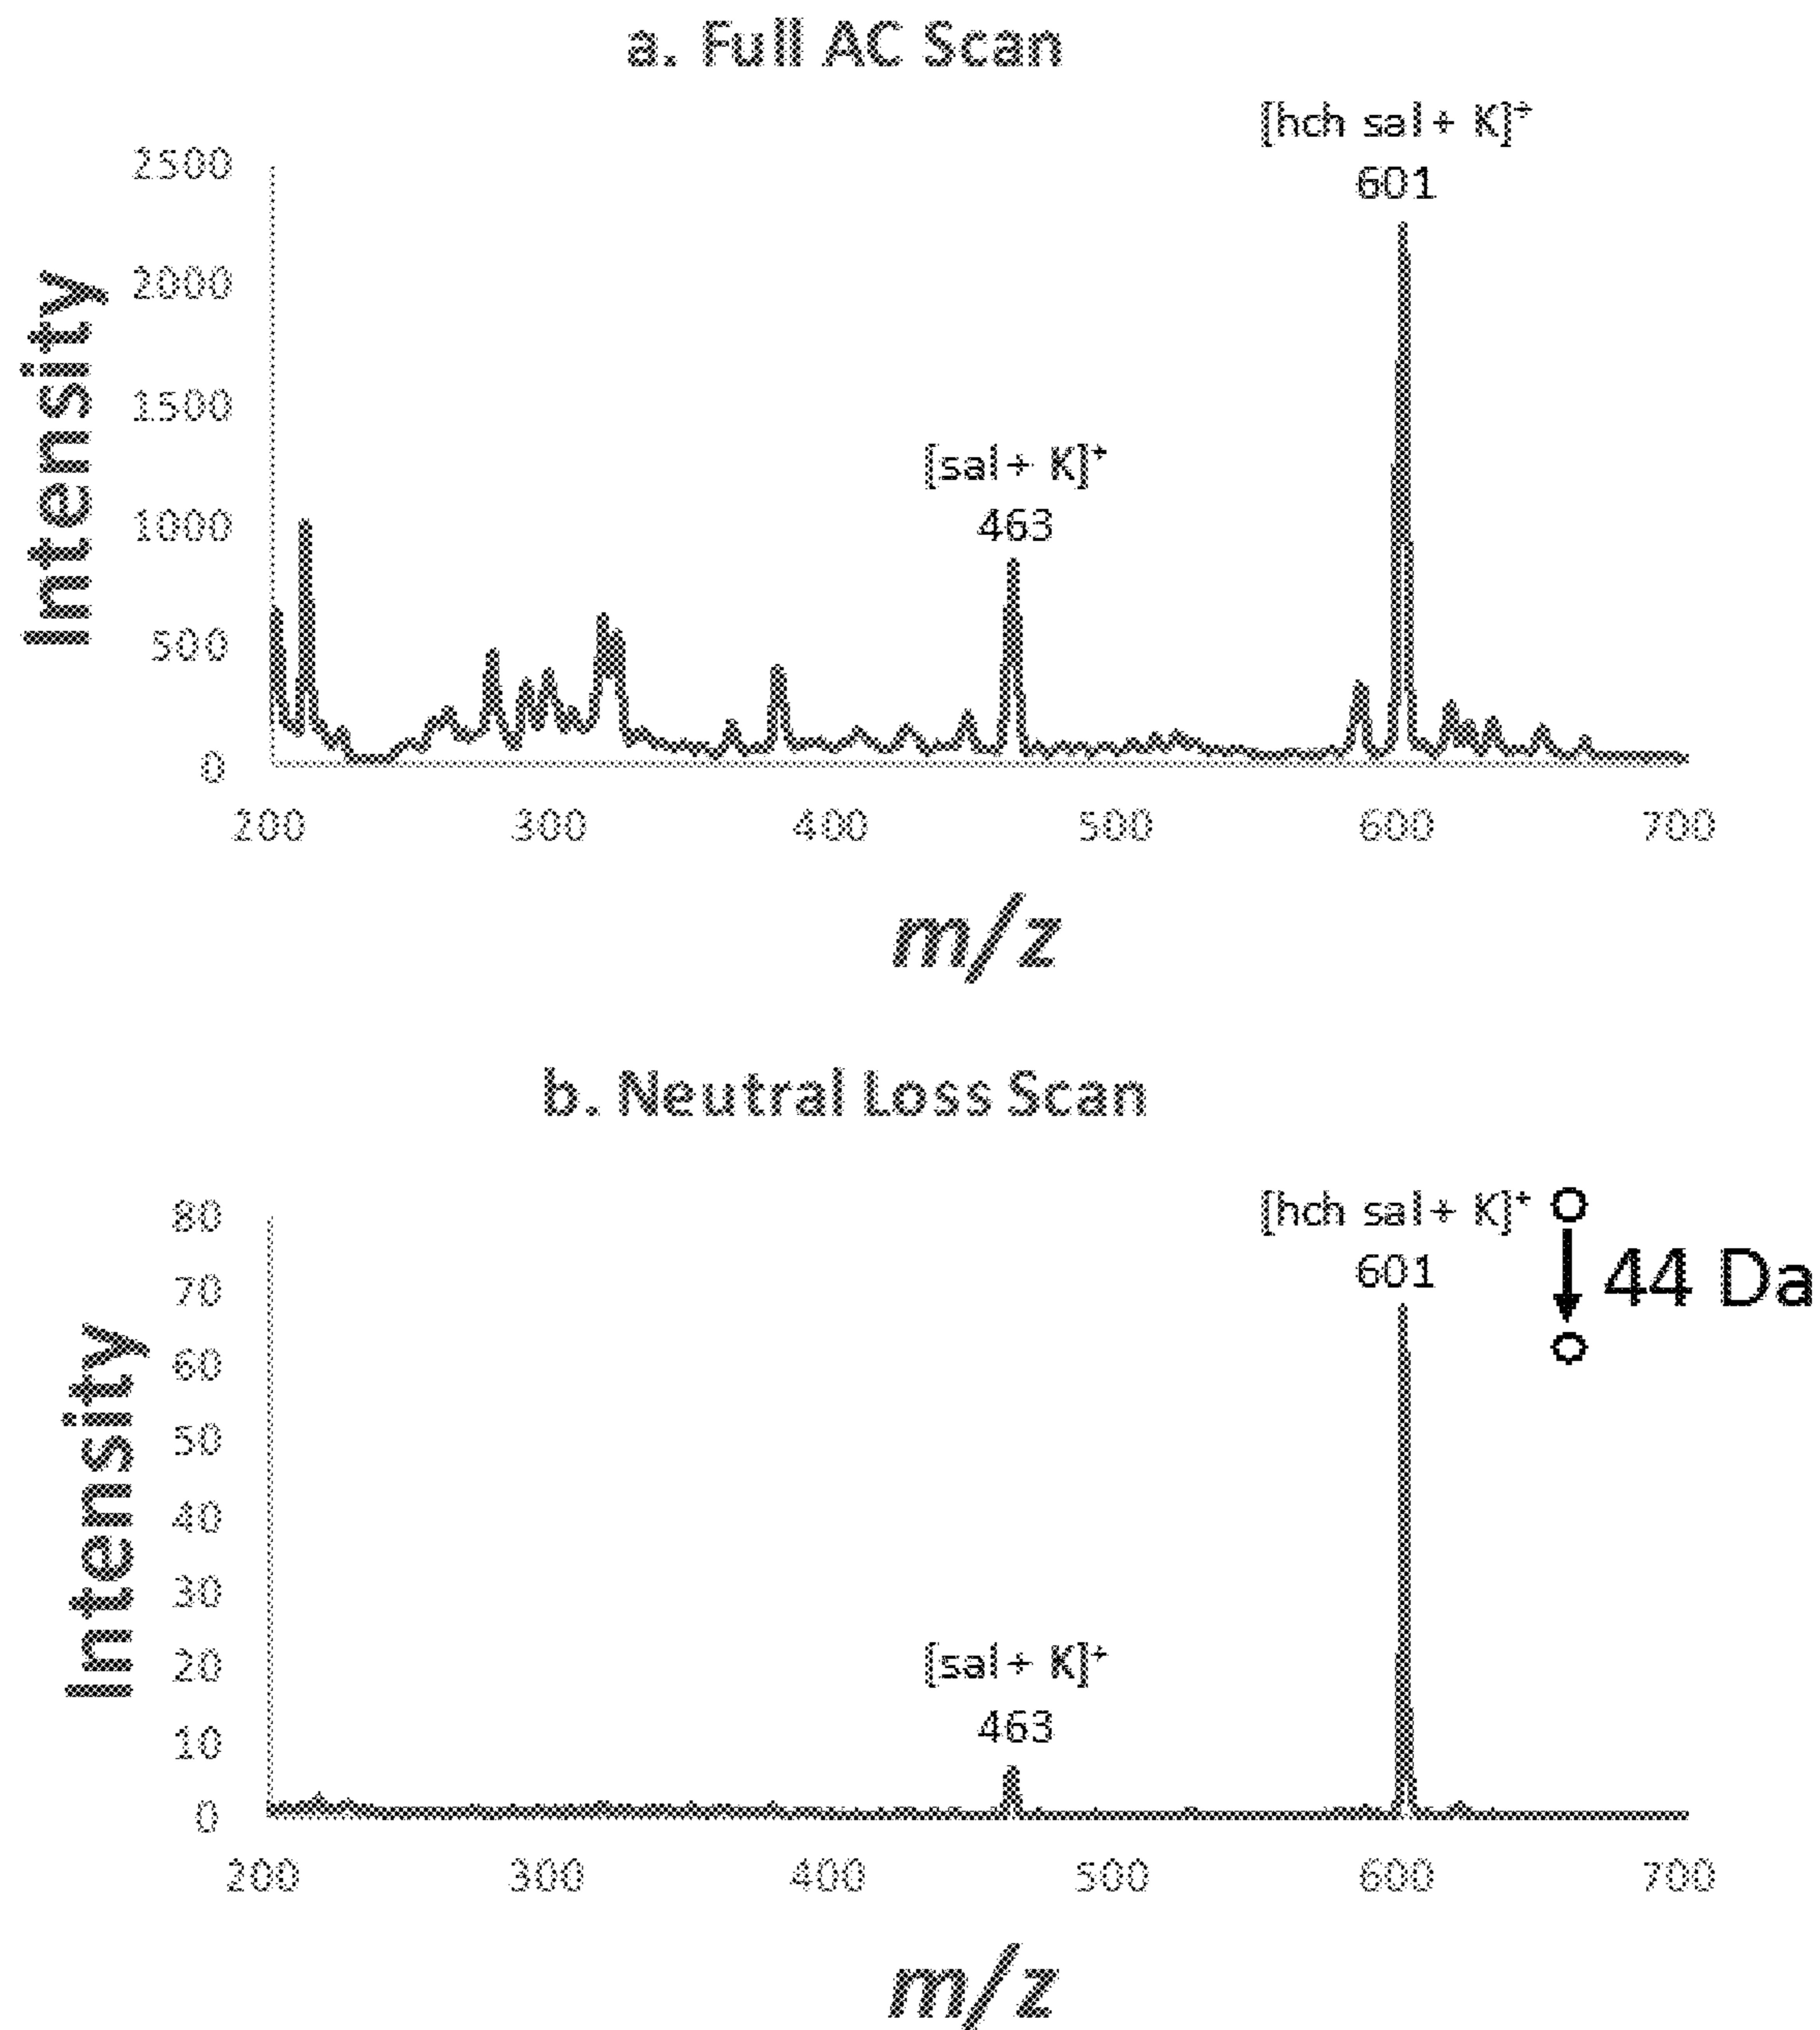 a. Full AC Scan
[hch sal + K]⁺
601
2500
2000
1500
1000
500
0
Intensity
[sal + K]⁺
463
200 300 400 500 600 700
m/z
b. Neutral Loss Scan
[hch sal + K]⁺
601
44 Da
80
70
60
50
40
30
20
10
0
Intensity
[sal + K]⁺
463
200 300 400 500 600 700
m/z